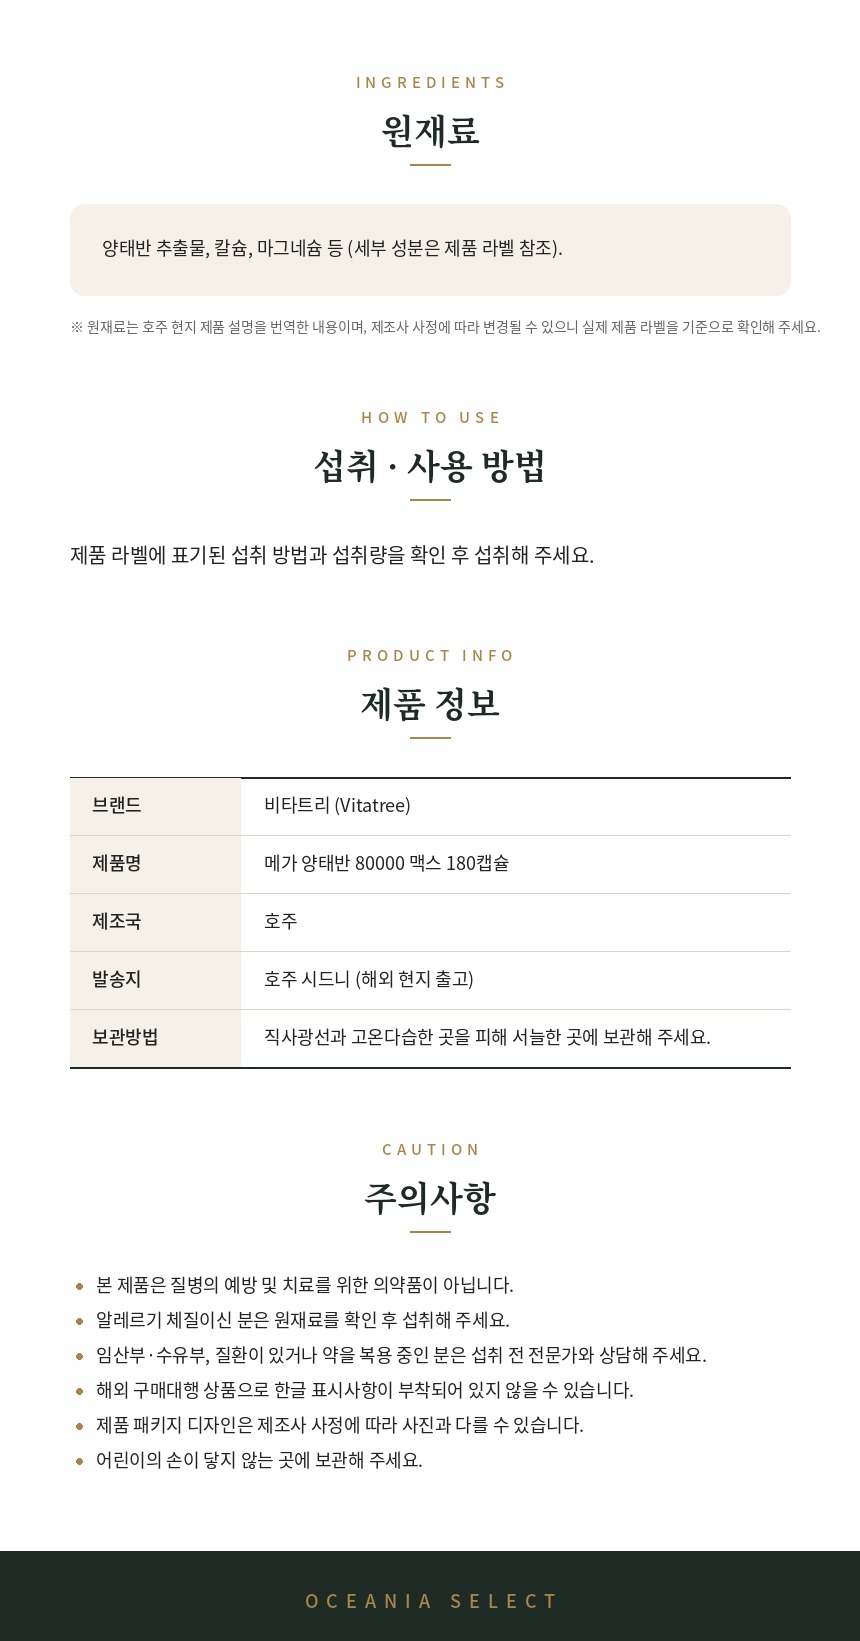 INGREDIENTS
원재료
양태반 추출물, 칼슘, 마그네슘 등 (세부 성분은 제품 라벨 참조).
※ 원재료는 호주 현지 제품 설명을 번역한 내용이며, 제조사 사정에 따라 변경될 수 있으니 실제 제품 라벨을 기준으로 확인해 주세요.
HOW TO USE
섭취 · 사용 방법
제품 라벨에 표기된 섭취 방법과 섭취량을 확인 후 섭취해 주세요.
PRODUCT INFO
제품 정보
브랜드 비타트리 (Vitatree)
제품명 메가 양태반 80000 맥스 180캡슐
제조국 호주
발송지 호주 시드니 (해외 현지 출고)
보관방법 직사광선과 고온다습한 곳을 피해 서늘한 곳에 보관해 주세요.
CAUTION
주의사항
• 본 제품은 질병의 예방 및 치료를 위한 의약품이 아닙니다.
• 알레르기 체질이신 분은 원재료를 확인 후 섭취해 주세요.
• 임산부·수유부, 질환이 있거나 약을 복용 중인 분은 섭취 전 전문가와 상담해 주세요.
• 해외 구매대행 상품으로 한글 표시사항이 부착되어 있지 않을 수 있습니다.
• 제품 패키지 디자인은 제조사 사정에 따라 사진과 다를 수 있습니다.
• 어린이의 손이 닿지 않는 곳에 보관해 주세요.
OCEANIA SELECT